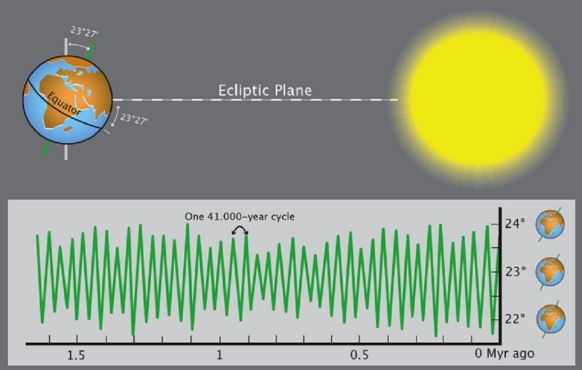 23°27'
Ecliptic Plane
Equator
23°27'
One 41.000-year cycle
24°
23°
22°
1.5
1
0.5
0 Myr ago